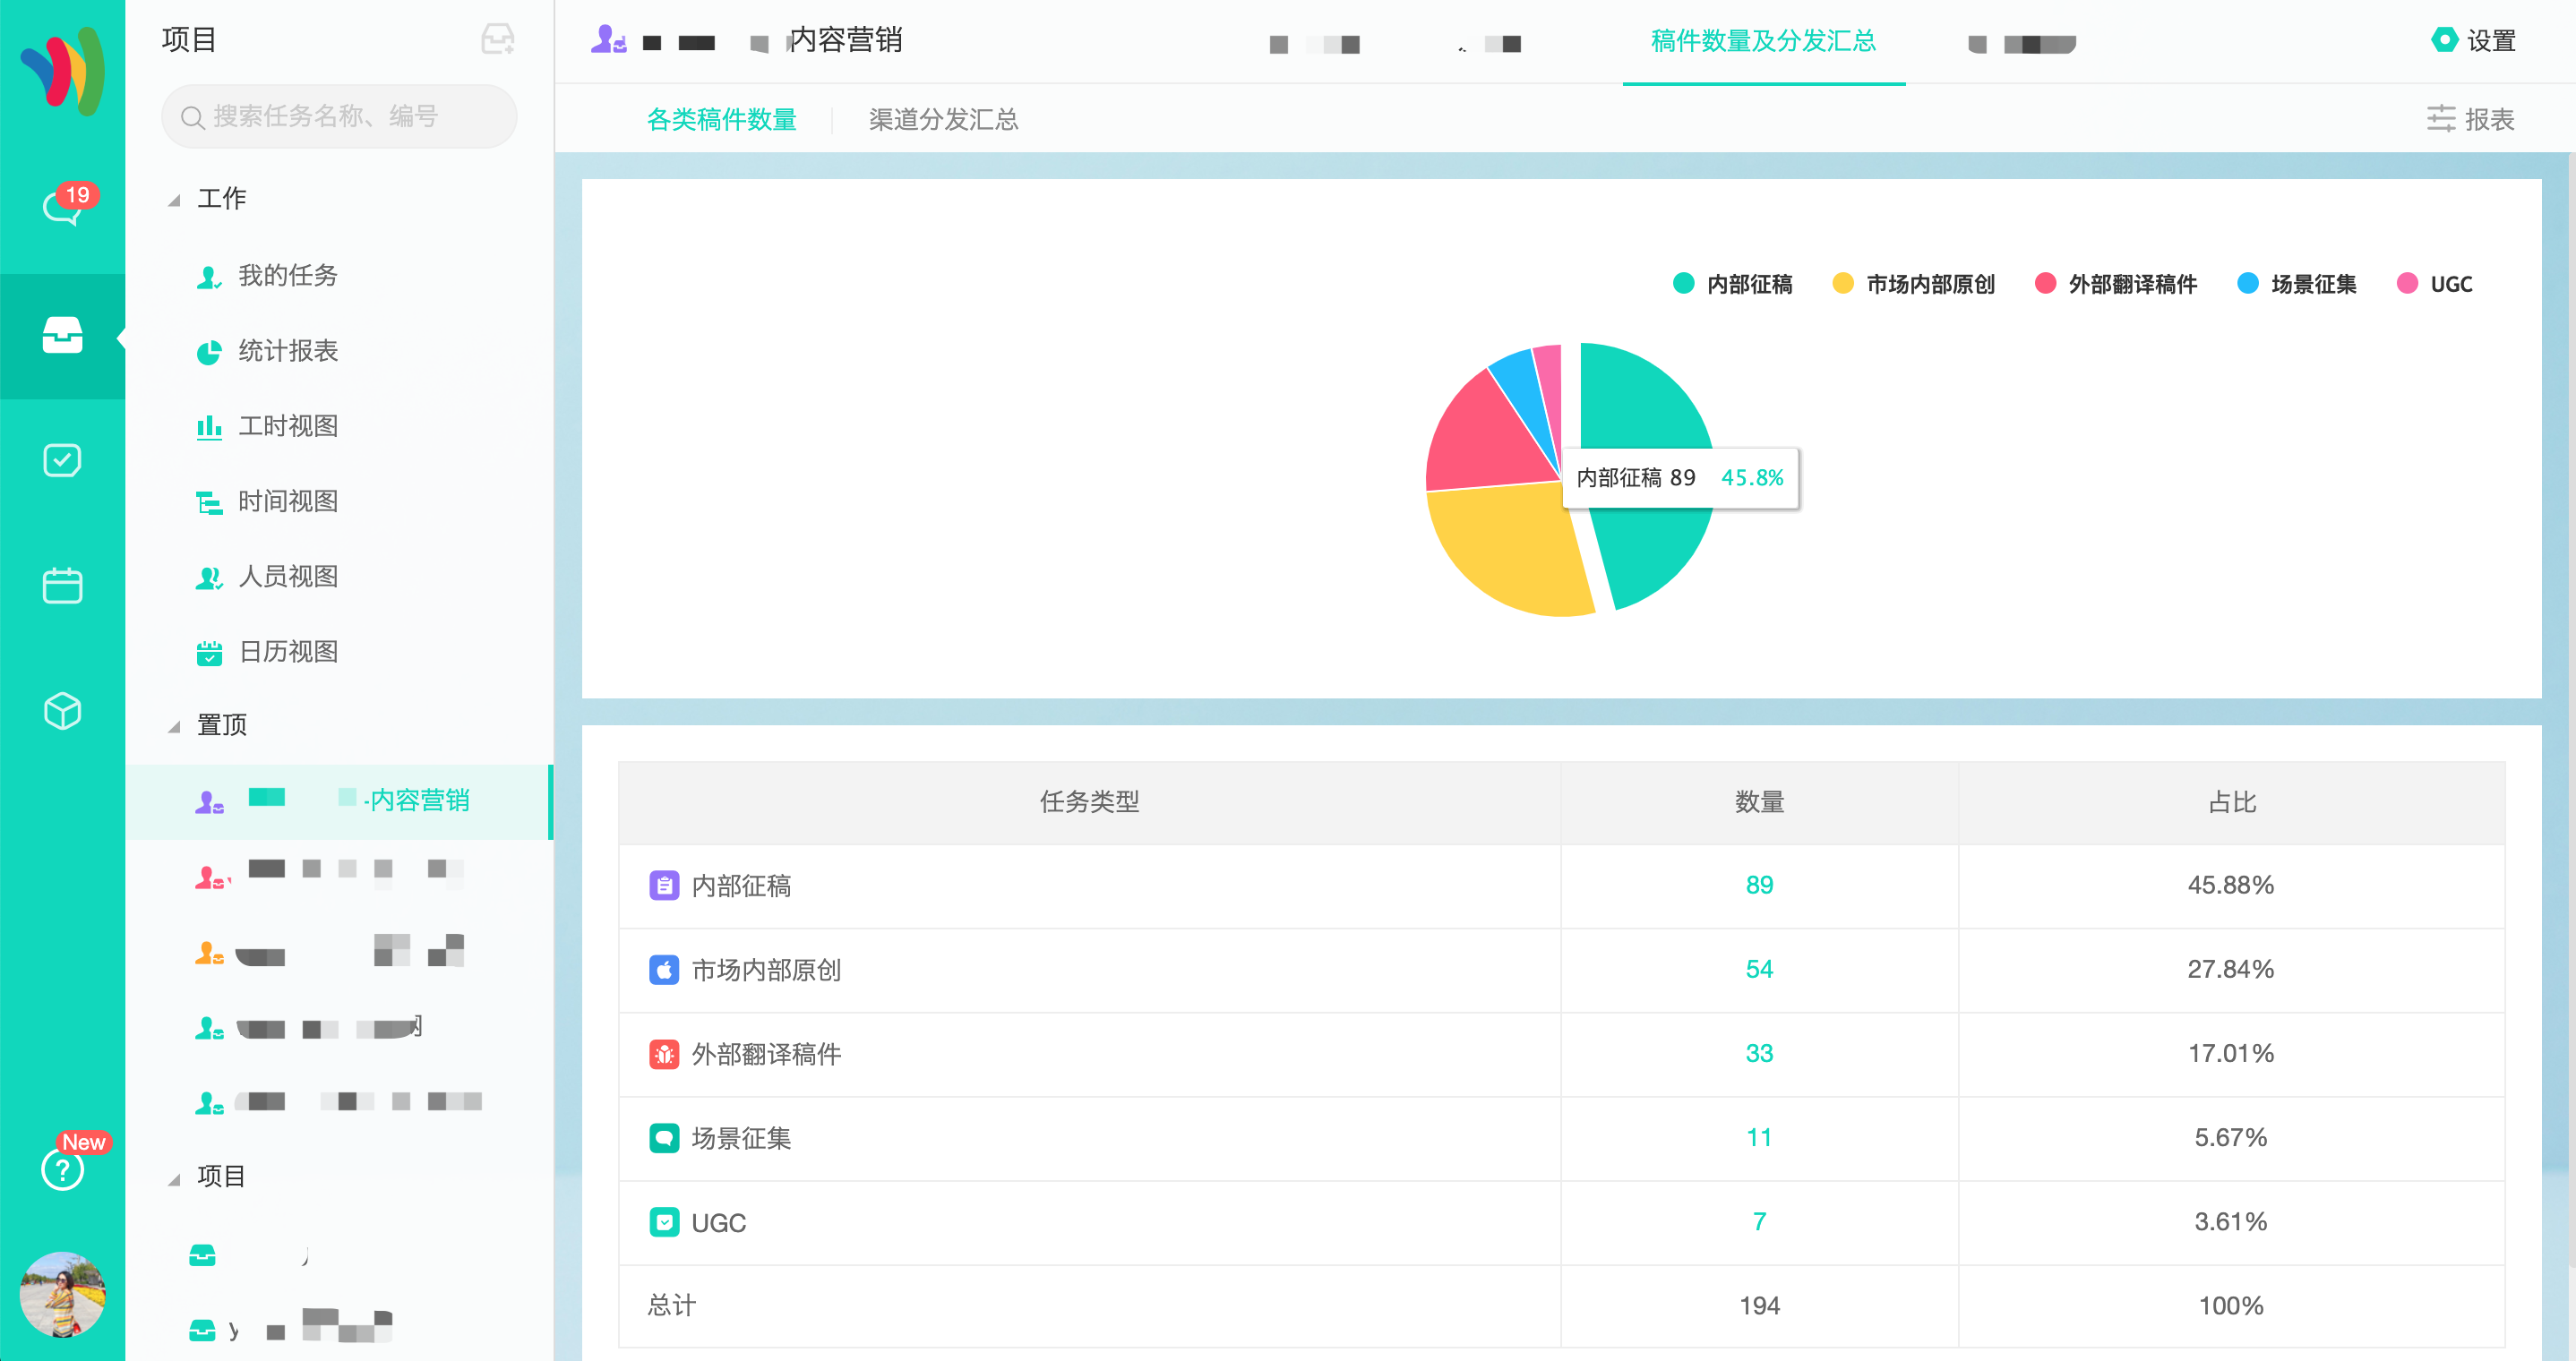 项目
搜索任务名称、编号
19
工作
我的任务
统计报表
工时视图
时间视图
人员视图
日历视图
置顶
-内容营销
项目
New
内容营销
稿件数量及分发汇总
设置
各类稿件数量
渠道分发汇总
报表
内部征稿
市场内部原创
外部翻译稿件
场景征集
UGC
内部征稿 89 45.8%
任务类型 数量 占比
内部征稿 89 45.88%
市场内部原创 54 27.84%
外部翻译稿件 33 17.01%
场景征集 11 5.67%
UGC 7 3.61%
总计 194 100%